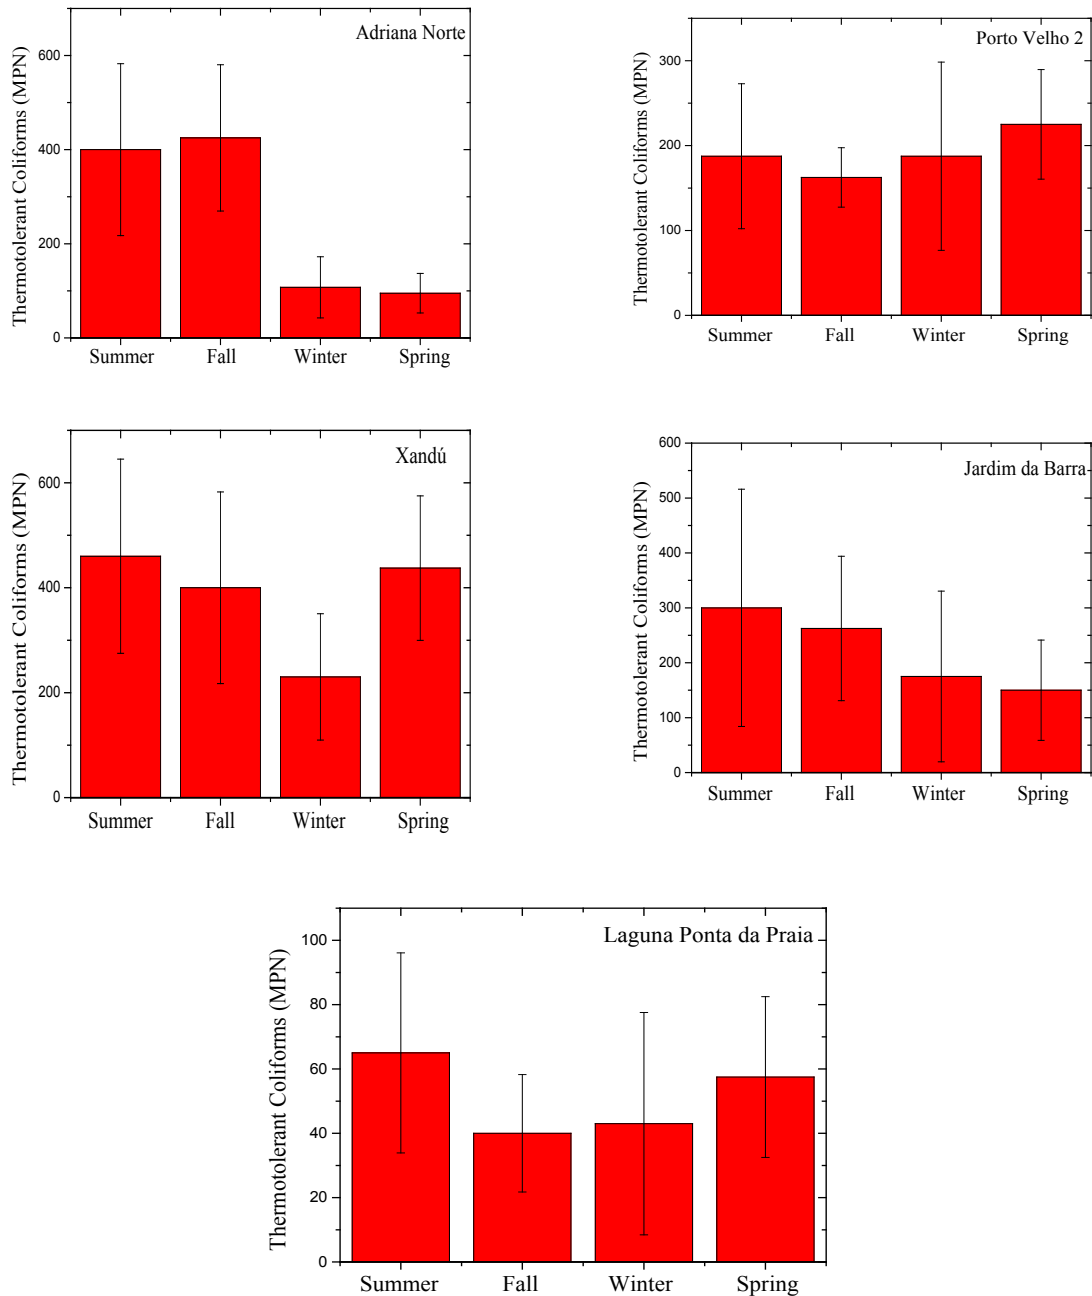 Adriana Norte
Thermotolerant Coliforms (MPN)
600
400
200
0
Summer Fall Winter Spring
Porto Velho 2
Thermotolerant Coliforms (MPN)
300
200
100
0
Summer Fall Winter Spring
Xandú
Thermotolerant Coliforms (MPN)
600
400
200
0
Summer Fall Winter Spring
Jardim da Barra
Thermotolerant Coliforms (MPN)
600
500
400
300
200
100
0
Summer Fall Winter Spring
Laguna Ponta da Praia
Thermotolerant Coliforms (MPN)
100
80
60
40
20
0
Summer Fall Winter Spring